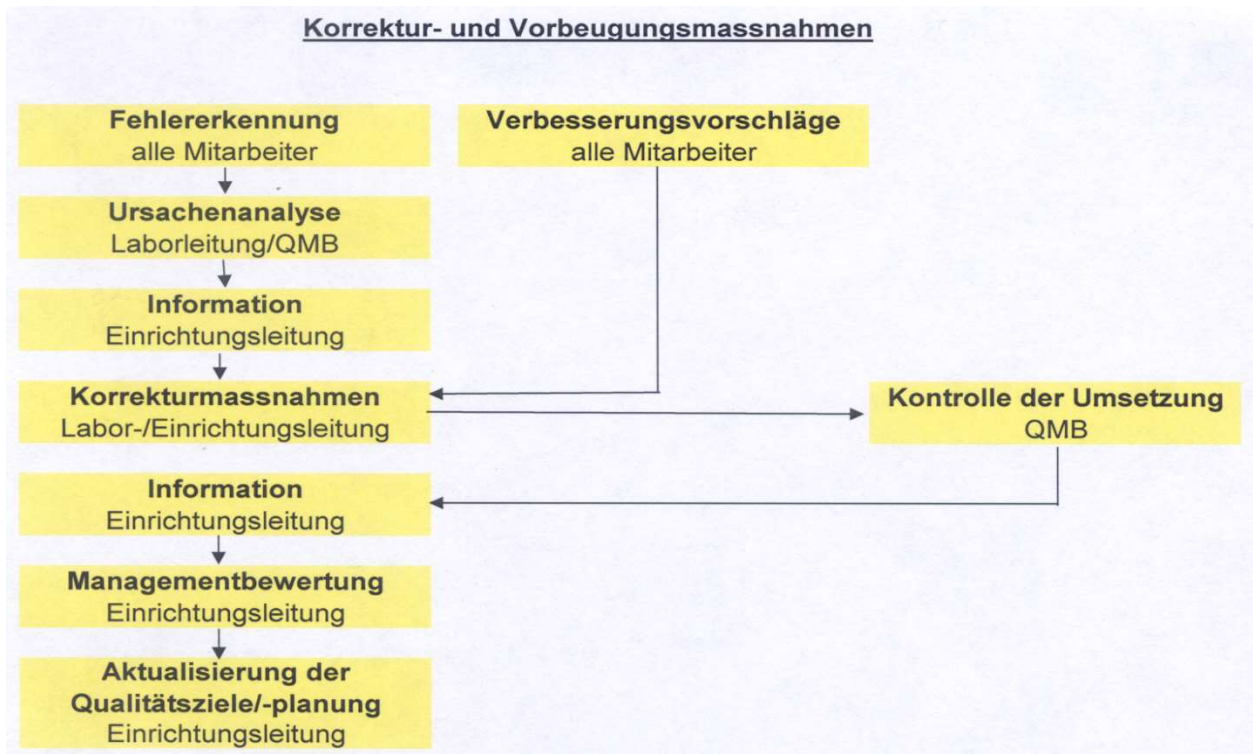 Korrektur- und Vorbeugungsmassnahmen
Fehlererkennung
alle Mitarbeiter
Verbesserungsvorschläge
alle Mitarbeiter
Ursachenanalyse
Laborleitung/QMB
Information
Einrichtungsleitung
Korrekturmassnahmen
Labor-/Einrichtungsleitung
Kontrolle der Umsetzung
QMB
Information
Einrichtungsleitung
Managementbewertung
Einrichtungsleitung
Aktualisierung der
Qualitätsziele/-planung
Einrichtungsleitung